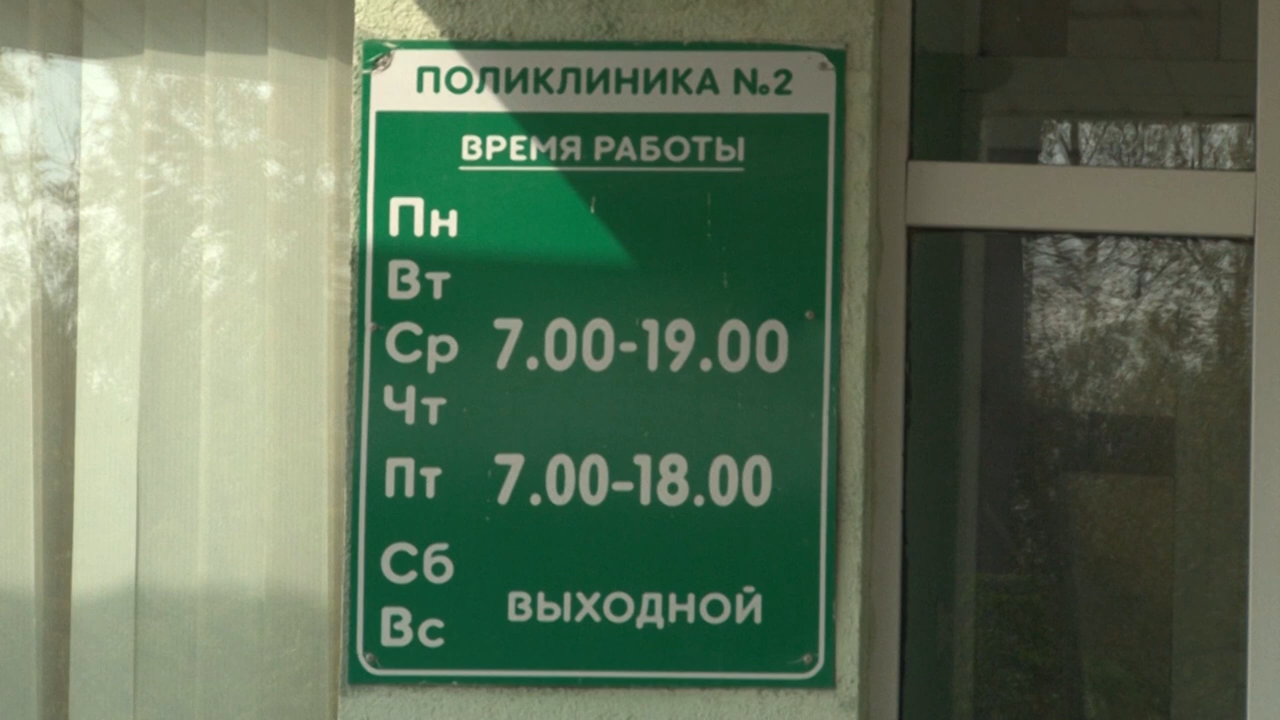 ПОЛИКЛИНИКА №2
ВРЕМЯ РАБОТЫ
Пн
Вт
Ср 7.00-19.00
Чт
Пт 7.00-18.00
Сб
ВЫХОДНОЙ
Вс